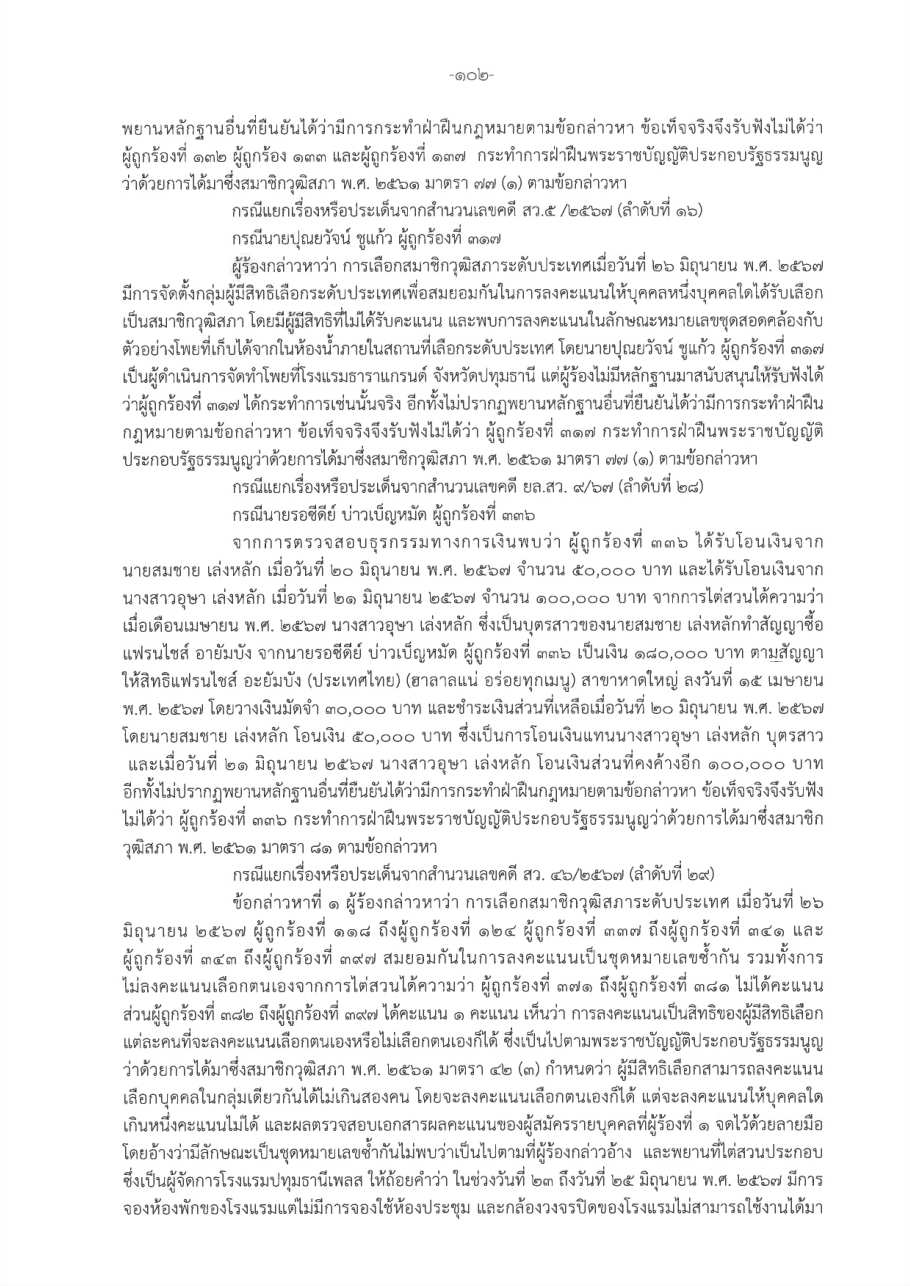 -๑๐๒-
พยานหลักฐานอื่นที่ยืนยันได้ว่ามีการกระทำฝ่าฝืนกฎหมายตามข้อกล่าวหา ข้อเท็จจริงจึงรับฟังไม่ได้ว่า
ผู้ถูกร้องที่ ๑๓๒ ผู้ถูกร้อง ๑๓๓ และผู้ถูกร้องที่ ๑๓๗ กระทำการฝ่าฝืนพระราชบัญญัติประกอบรัฐธรรมนูญ
ว่าด้วยการได้มาซึ่งสมาชิกวุฒิสภา พ.ศ. ๒๕๖๑ มาตรา ๗๗ (๑) ตามข้อกล่าวหา
กรณีแยกเรื่องหรือประเด็นจากสำนวนเลขคดี สว.๕ /๒๕๖๗ (ลำดับที่ ๑๖)
กรณีนายปุณยวัจน์ ชูแก้ว ผู้ถูกร้องที่ ๓๑๗
ผู้ร้องกล่าวหาว่า การเลือกสมาชิกวุฒิสภาระดับประเทศเมื่อวันที่ ๒๖ มิถุนายน พ.ศ. ๒๕๖๗
มีการจัดตั้งกลุ่มผู้มีสิทธิเลือกระดับประเทศเพื่อสมยอมกันในการลงคะแนนให้บุคคลหนึ่งบุคคลใดได้รับเลือก
เป็นสมาชิกวุฒิสภา โดยมีผู้มีสิทธิที่ไม่ได้รับคะแนน และพบการลงคะแนนในลักษณะหมายเลขชุดสอดคล้องกับ
ตัวอย่างโพยที่เก็บได้จากในห้องน้ำภายในสถานที่เลือกระดับประเทศ โดยนายปุณยวัจน์ ชูแก้ว ผู้ถูกร้องที่ ๓๑๗
เป็นผู้ดำเนินการจัดทำโพยที่โรงแรมธาราแกรนด์ จังหวัดปทุมธานี แต่ผู้ร้องไม่มีหลักฐานมาสนับสนุนให้รับฟังได้
ว่าผู้ถูกร้องที่ ๓๑๗ ได้กระทำการเช่นนั้นจริง อีกทั้งไม่ปรากฏพยานหลักฐานอื่นที่ยืนยันได้ว่ามีการกระทำฝ่าฝืน
กฎหมายตามข้อกล่าวหา ข้อเท็จจริงจึงรับฟังไม่ได้ว่า ผู้ถูกร้องที่ ๓๑๗ กระทำการฝ่าฝืนพระราชบัญญัติ
ประกอบรัฐธรรมนูญว่าด้วยการได้มาซึ่งสมาชิกวุฒิสภา พ.ศ. ๒๕๖๑ มาตรา ๗๗ (๑) ตามข้อกล่าวหา
กรณีแยกเรื่องหรือประเด็นจากสำนวนเลขคดี ยล.สว. ๙/๖๗ (ลำดับที่ ๒๘)
กรณีนายรอซีดีย์ บ่าวเบ็ญหมัด ผู้ถูกร้องที่ ๓๓๖
จากการตรวจสอบธุรกรรมทางการเงินพบว่า ผู้ถูกร้องที่ ๓๓๖ ได้รับโอนเงินจาก
นายสมชาย เล่งหลัก เมื่อวันที่ ๒๐ มิถุนายน พ.ศ. ๒๕๖๗ จำนวน ๕๐,๐๐๐ บาท และได้รับโอนเงินจาก
นางสาวอุษา เล่งหลัก เมื่อวันที่ ๒๑ มิถุนายน ๒๕๖๗ จำนวน ๑๐๐,๐๐๐ บาท จากการไต่สวนได้ความว่า
เมื่อเดือนเมษายน พ.ศ. ๒๕๖๗ นางสาวอุษา เล่งหลัก ซึ่งเป็นบุตรสาวของนายสมชาย เล่งหลักทำสัญญาซื้อ
แฟรนไชส์ อายัมบัง จากนายรอซีดีย์ บ่าวเบ็ญหมัด ผู้ถูกร้องที่ ๓๓๖ เป็นเงิน ๑๘๐,๐๐๐ บาท ตามสัญญา
ให้สิทธิแฟรนไชส์ อะยัมบัง (ประเทศไทย) (ฮาลาลแน่ อร่อยทุกเมนู) สาขาหาดใหญ่ ลงวันที่ ๑๕ เมษายน
พ.ศ. ๒๕๖๗ โดยวางเงินมัดจำ ๓๐,๐๐๐ บาท และชำระเงินส่วนที่เหลือเมื่อวันที่ ๒๐ มิถุนายน พ.ศ. ๒๕๖๗
โดยนายสมชาย เล่งหลัก โอนเงิน ๕๐,๐๐๐ บาท ซึ่งเป็นการโอนเงินแทนนางสาวอุษา เล่งหลัก บุตรสาว
และเมื่อวันที่ ๒๑ มิถุนายน ๒๕๖๗ นางสาวอุษา เล่งหลัก โอนเงินส่วนที่คงค้างอีก ๑๐๐,๐๐๐ บาท
อีกทั้งไม่ปรากฏพยานหลักฐานอื่นที่ยืนยันได้ว่ามีการกระทำฝ่าฝืนกฎหมายตามข้อกล่าวหา ข้อเท็จจริงจึงรับฟัง
ไม่ได้ว่า ผู้ถูกร้องที่ ๓๓๖ กระทำการฝ่าฝืนพระราชบัญญัติประกอบรัฐธรรมนูญว่าด้วยการได้มาซึ่งสมาชิก
วุฒิสภา พ.ศ. ๒๕๖๑ มาตรา ๘๑ ตามข้อกล่าวหา
กรณีแยกเรื่องหรือประเด็นจากสำนวนเลขคดี สว. ๔๖/๒๕๖๗ (ลำดับที่ ๒๙)
ข้อกล่าวหาที่ ๑ ผู้ร้องกล่าวหาว่า การเลือกสมาชิกวุฒิสภาระดับประเทศ เมื่อวันที่ ๒๖
มิถุนายน ๒๕๖๗ ผู้ถูกร้องที่ ๑๑๘ ถึงผู้ถูกร้องที่ ๑๒๔ ผู้ถูกร้องที่ ๓๓๗ ถึงผู้ถูกร้องที่ ๓๔๑ และ
ผู้ถูกร้องที่ ๓๔๓ ถึงผู้ถูกร้องที่ ๓๙๗ สมยอมกันในการลงคะแนนเป็นชุดหมายเลขซ้ำกัน รวมทั้งการ
ไม่ลงคะแนนเลือกตนเองจากการไต่สวนได้ความว่า ผู้ถูกร้องที่ ๓๗๑ ถึงผู้ถูกร้องที่ ๓๘๑ ไม่ได้คะแนน
ส่วนผู้ถูกร้องที่ ๓๘๒ ถึงผู้ถูกร้องที่ ๓๙๗ ได้คะแนน ๑ คะแนน เห็นว่า การลงคะแนนเป็นสิทธิของผู้มีสิทธิเลือก
แต่ละคนที่จะลงคะแนนเลือกตนเองหรือไม่เลือกตนเองก็ได้ ซึ่งเป็นไปตามพระราชบัญญัติประกอบรัฐธรรมนูญ
ว่าด้วยการได้มาซึ่งสมาชิกวุฒิสภา พ.ศ. ๒๕๖๑ มาตรา ๔๒ (๓) กำหนดว่า ผู้มีสิทธิเลือกสามารถลงคะแนน
เลือกบุคคลในกลุ่มเดียวกันได้ไม่เกินสองคน โดยจะลงคะแนนเลือกตนเองก็ได้ แต่จะลงคะแนนให้บุคคลใด
เกินหนึ่งคะแนนไม่ได้ และผลตรวจสอบเอกสารผลคะแนนของผู้สมัครรายบุคคลที่ผู้ร้องที่ ๑ จดไว้ด้วยลายมือ
โดยอ้างว่ามีลักษณะเป็นชุดหมายเลขซ้ำกันไม่พบว่าเป็นไปตามที่ผู้ร้องกล่าวอ้าง และพยานที่ไต่สวนประกอบ
ซึ่งเป็นผู้จัดการโรงแรมปทุมธานีเพลส ให้ถ้อยคำว่า ในช่วงวันที่ ๒๓ ถึงวันที่ ๒๕ มิถุนายน พ.ศ. ๒๕๖๗ มีการ
จองห้องพักของโรงแรมแต่ไม่มีการจองใช้ห้องประชุม และกล้องวงจรปิดของโรงแรมไม่สามารถใช้งานได้มา